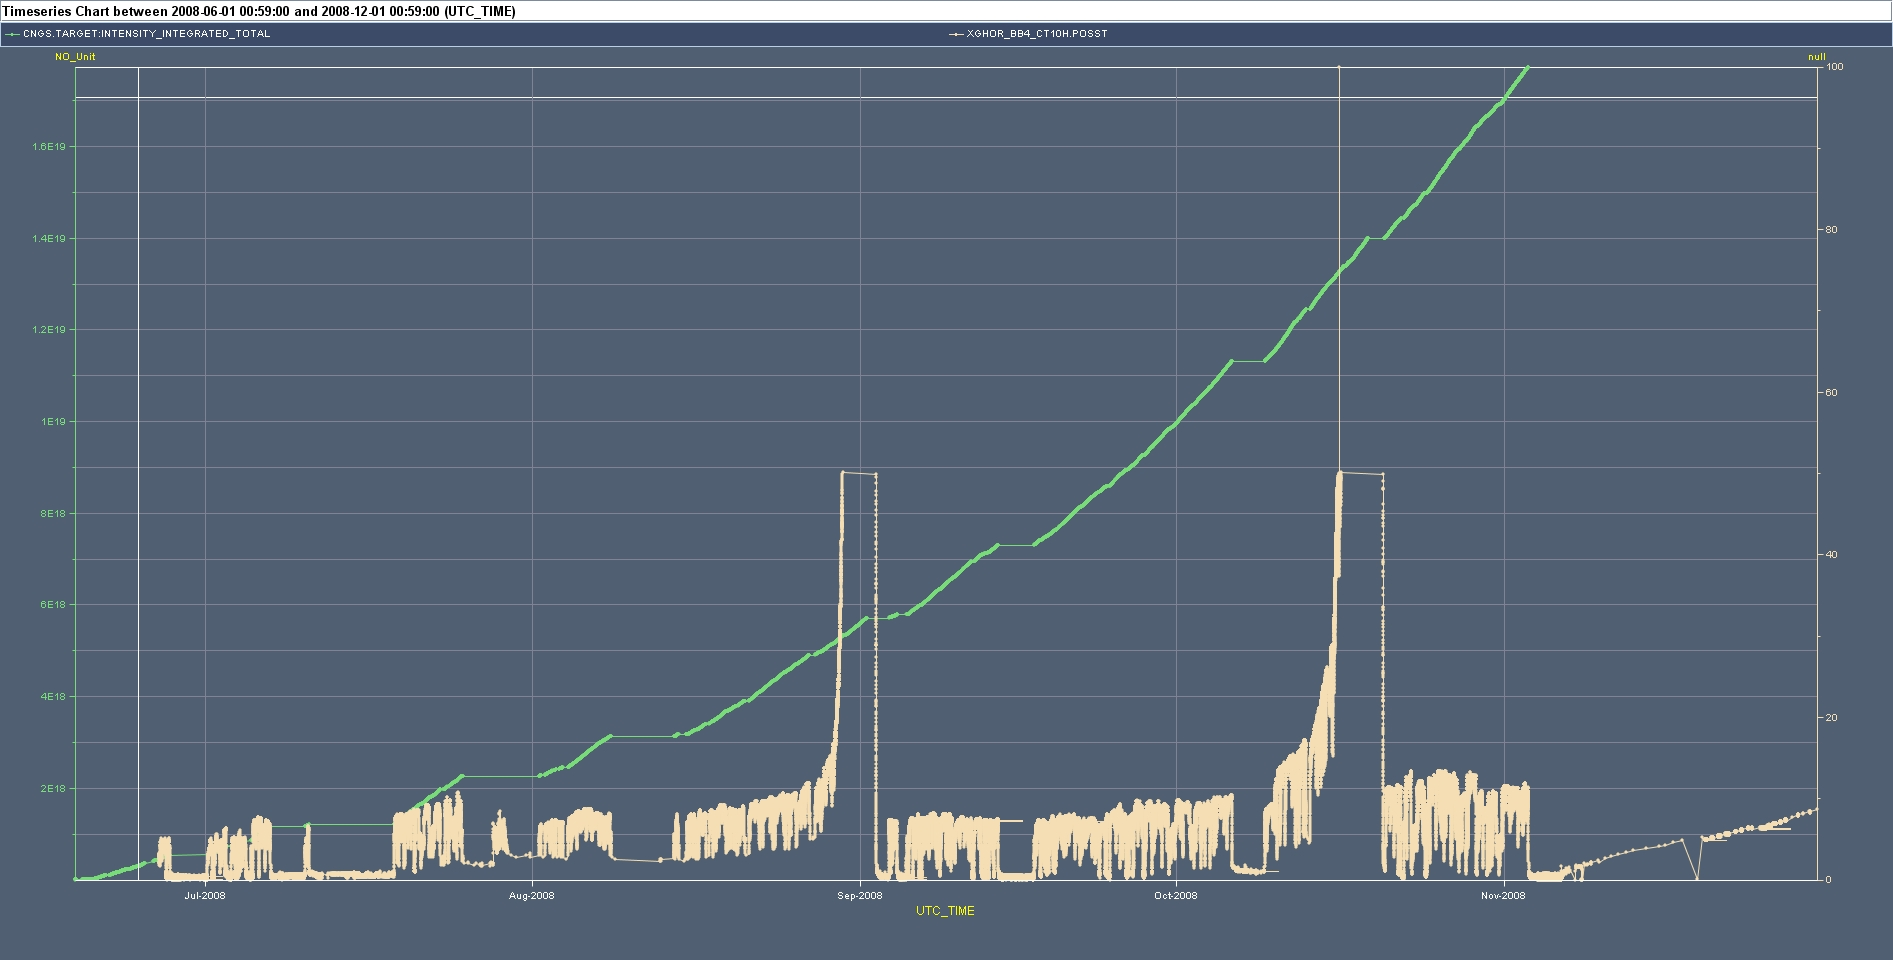 Timeseries Chart between 2008-06-01 00:59:00 and 2008-12-01 00:59:00 (UTC_TIME)
CNGS.TARGET:INTENSITY_INTEGRATED_TOTAL XGHOR_BB4_CT10H.POSST
NO_Unit null
100
1.6E19
1.4E19 80
1.2E19
60
1E19
8E18
40
6E18
4E18
20
2E18
0
Jul-2008 Aug-2008 Sep-2008 Oct-2008 Nov-2008
UTC_TIME